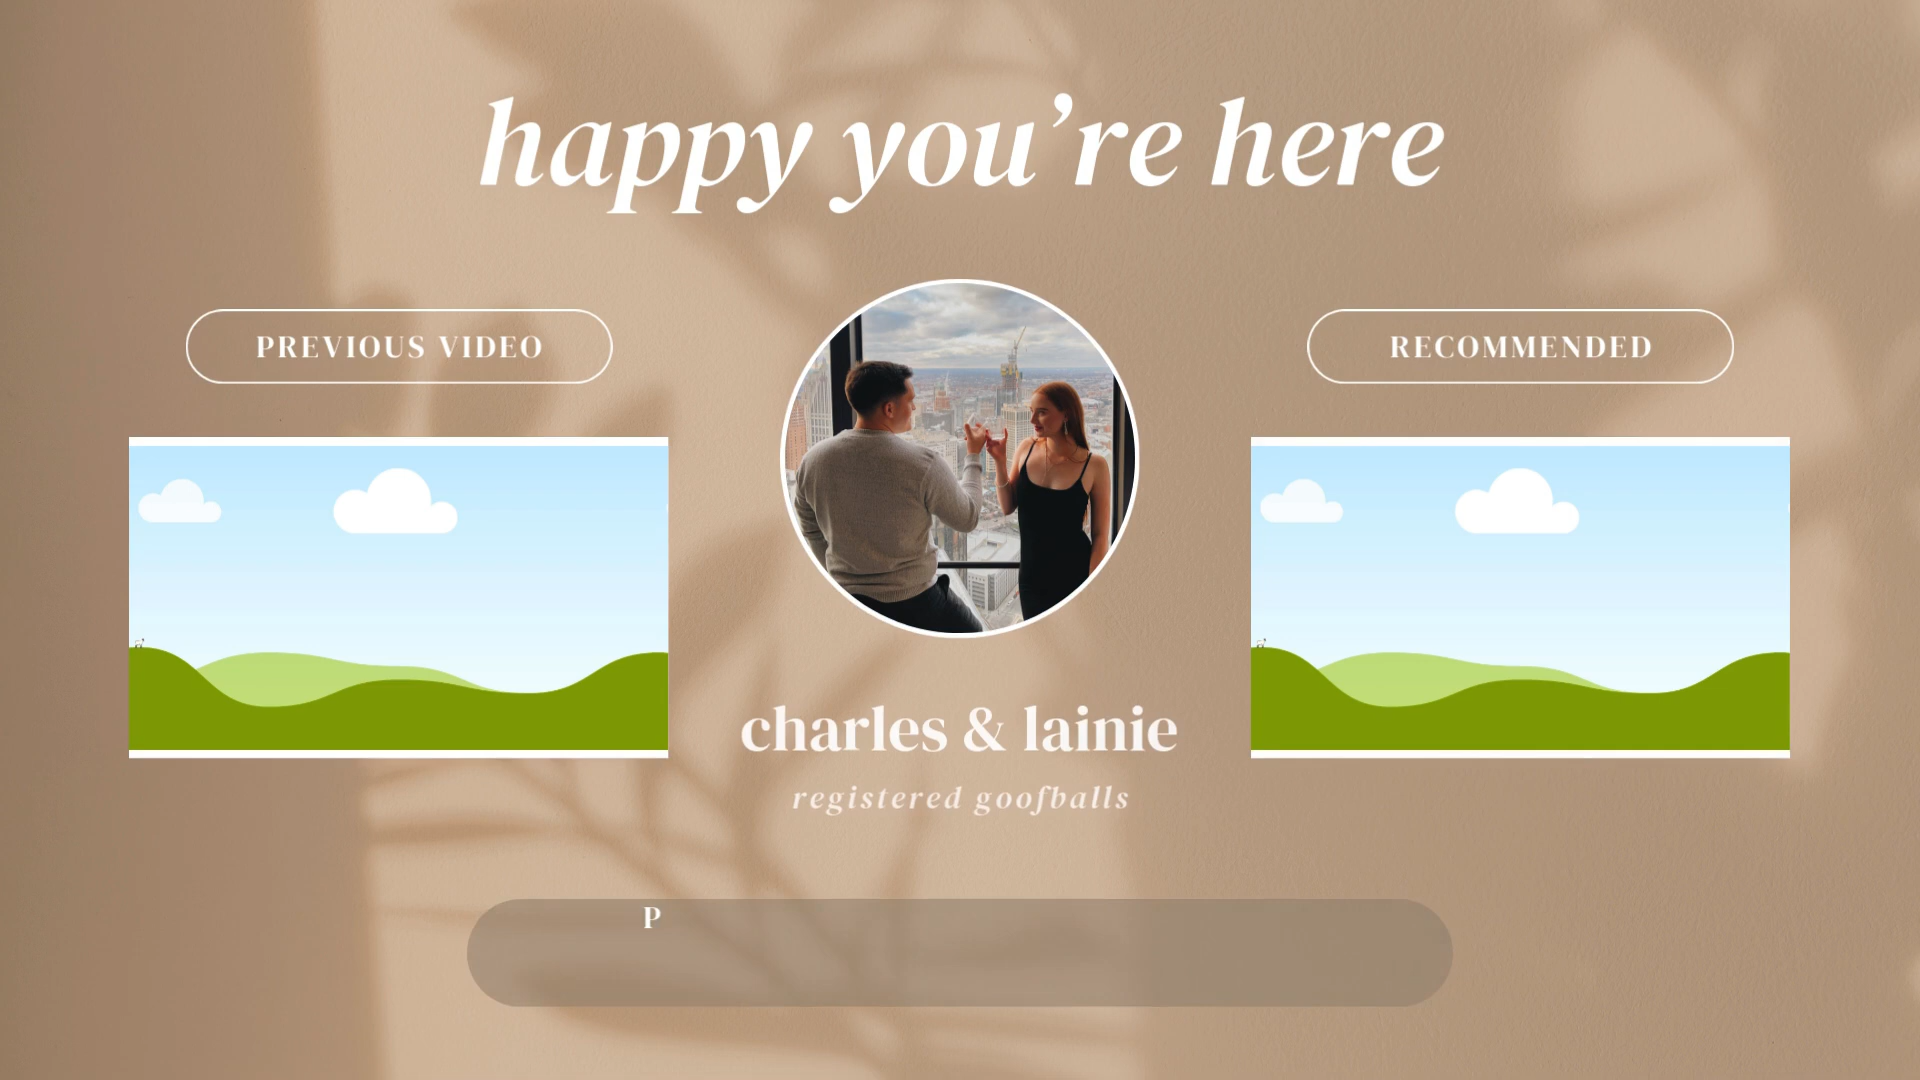 happy you're here
PREVIOUS VIDEO
RECOMMENDED
charles & lainie
registered goofballs
P